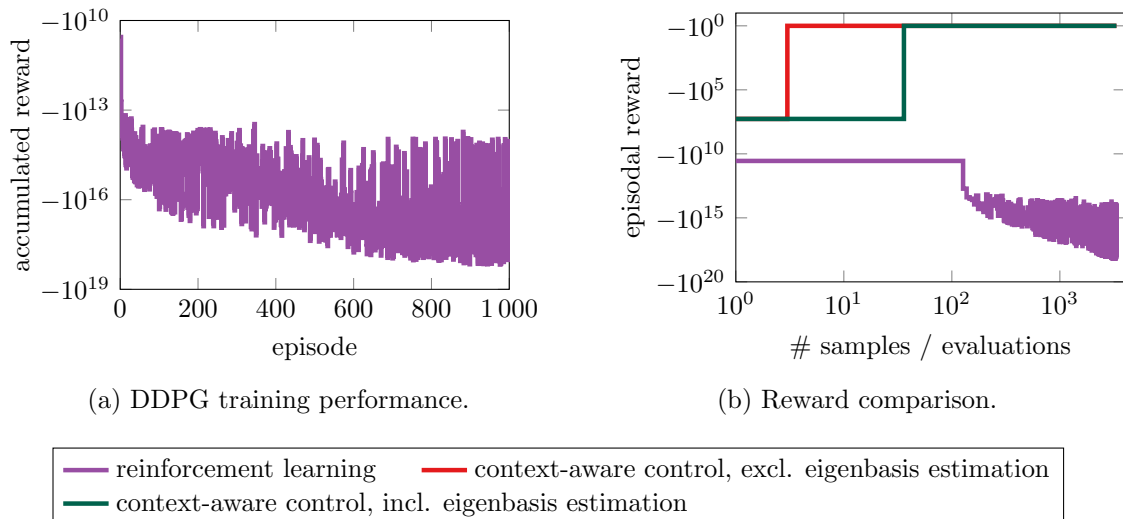 −10^10
−10^13
−10^16
−10^19
accumulated reward
0 200 400 600 800 1 000
episode
(a) DDPG training performance.
−10^0
−10^5
−10^10
−10^15
−10^20
episodal reward
10^0 10^1 10^2 10^3
# samples / evaluations
(b) Reward comparison.
reinforcement learning
context-aware control, excl. eigenbasis estimation
context-aware control, incl. eigenbasis estimation